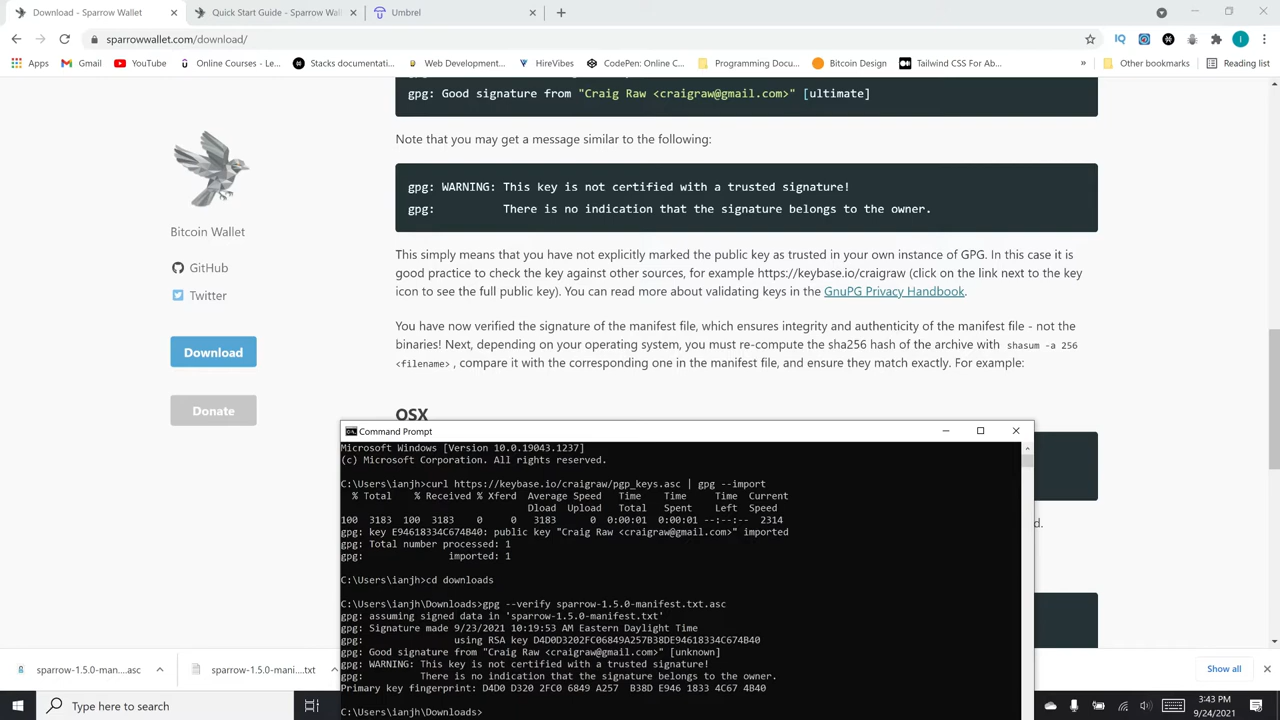 Download - Sparrow Wallet
Quick Start Guide - Sparrow Wall
Umbrel
sparrowwallet.com/download/
Apps
Gmail
YouTube
Online Courses - Le...
Stacks documentati...
Web Development...
HireVibes
CodePen: Online C...
Programming Docu...
Bitcoin Design
Tailwind CSS For Ab...
»
Other bookmarks
Reading list
gpg: Good signature from "Craig Raw <craigraw@gmail.com>" [ultimate]
Note that you may get a message similar to the following:
gpg: WARNING: This key is not certified with a trusted signature!
gpg: There is no indication that the signature belongs to the owner.
Bitcoin Wallet
GitHub
Twitter
Download
Donate
This simply means that you have not explicitly marked the public key as trusted in your own instance of GPG. In this case it is
good practice to check the key against other sources, for example https://keybase.io/craigraw (click on the link next to the key
icon to see the full public key). You can read more about validating keys in the GnuPG Privacy Handbook.
You have now verified the signature of the manifest file, which ensures integrity and authenticity of the manifest file - not the
binaries! Next, depending on your operating system, you must re-compute the sha256 hash of the archive with shasum -a 256
<filename> , compare it with the corresponding one in the manifest file, and ensure they match exactly. For example:
OSX
d.
Command Prompt
Microsoft Windows [Version 10.0.19043.1237]
(c) Microsoft Corporation. All rights reserved.
C:\Users\ianjh>curl https://keybase.io/craigraw/pgp_keys.asc | gpg --import
% Total % Received % Xferd Average Speed Time Time Time Current
Dload Upload Total Spent Left Speed
100 3183 100 3183 0 0 3183 0 0:00:01 0:00:01 --:--:-- 2314
gpg: key E94618334C674B40: public key "Craig Raw <craigraw@gmail.com>" imported
gpg: Total number processed: 1
gpg: imported: 1
C:\Users\ianjh>cd downloads
C:\Users\ianjh\Downloads>gpg --verify sparrow-1.5.0-manifest.txt.asc
gpg: assuming signed data in 'sparrow-1.5.0-manifest.txt'
gpg: Signature made 9/23/2021 10:19:53 AM Eastern Daylight Time
gpg: using RSA key D4D0D3202FC06849A257B38DE94618334C674B40
gpg: Good signature from "Craig Raw <craigraw@gmail.com>" [unknown]
gpg: WARNING: This key is not certified with a trusted signature!
gpg: There is no indication that the signature belongs to the owner.
Primary key fingerprint: D4D0 D320 2FC0 6849 A257 B38D E946 1833 4C67 4B40
C:\Users\ianjh\Downloads>
sparrow-1.5.0-mani....asc
sparrow-1.5.0-mani....txt
Show all
Type here to search
3:43 PM
9/24/2021